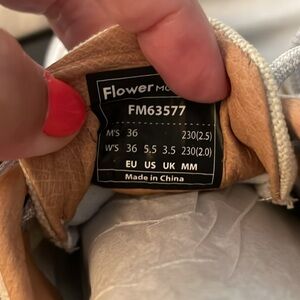 Flower
FM63577
M'S 36 230(2.5)
W'S 36 5.5 3.5 230(2.0)
EU US UK MM
Made in China